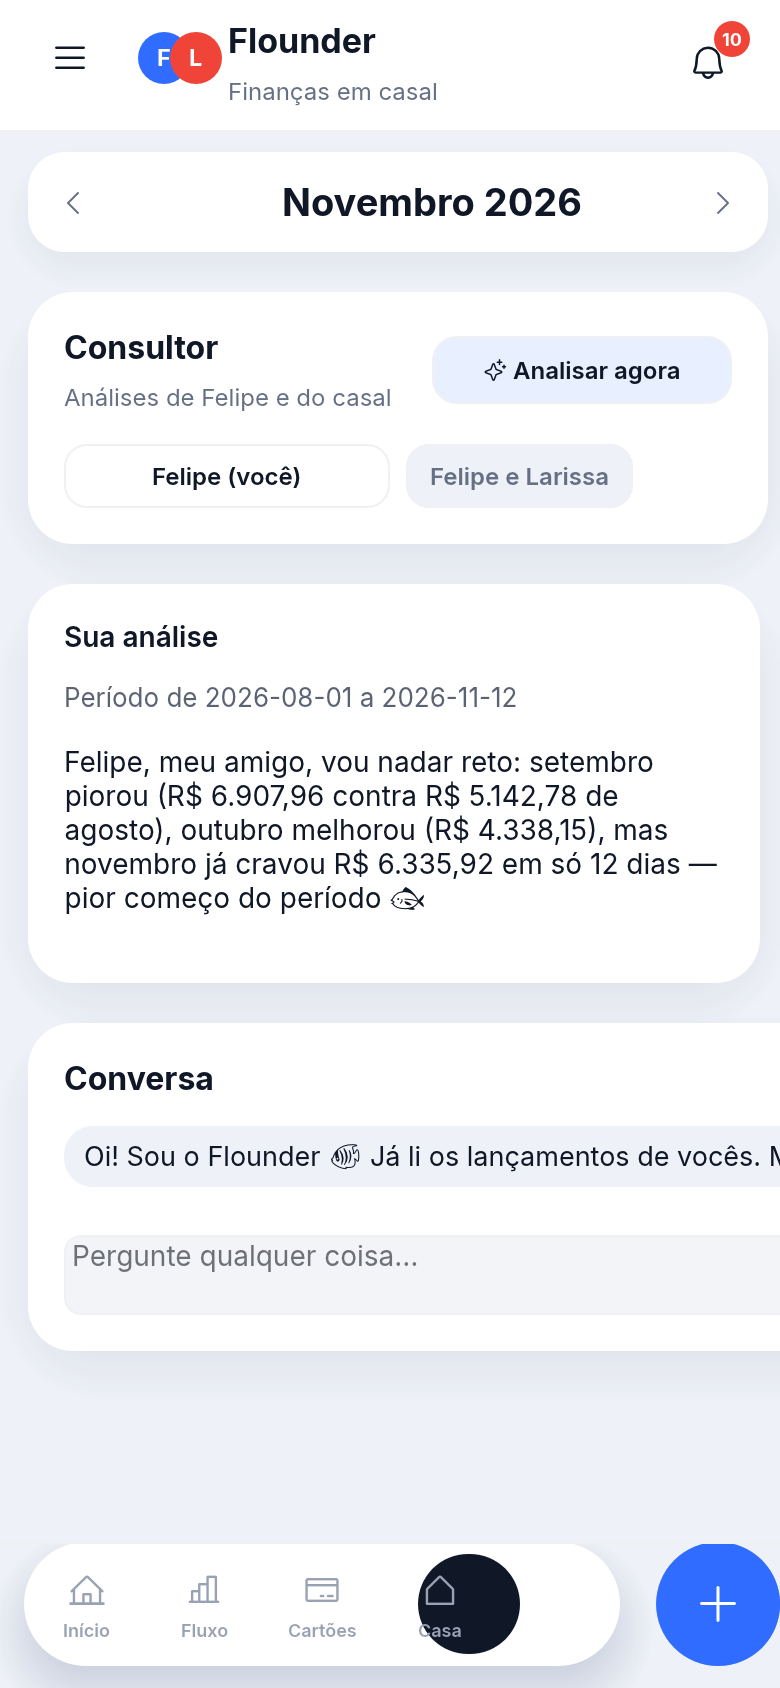 F L Flounder
10
Finanças em casal
Novembro 2026
Consultor
Analisar agora
Análises de Felipe e do casal
Felipe (você) Felipe e Larissa
Sua análise
Período de 2026-08-01 a 2026-11-12
Felipe, meu amigo, vou nadar reto: setembro
piorou (R$ 6.907,96 contra R$ 5.142,78 de
agosto), outubro melhorou (R$ 4.338,15), mas
novembro já cravou R$ 6.335,92 em só 12 dias —
pior começo do período 🐟
Conversa
Oi! Sou o Flounder 🐠 Já li os lançamentos de vocês. M
Pergunte qualquer coisa...
Início Fluxo Cartões Casa